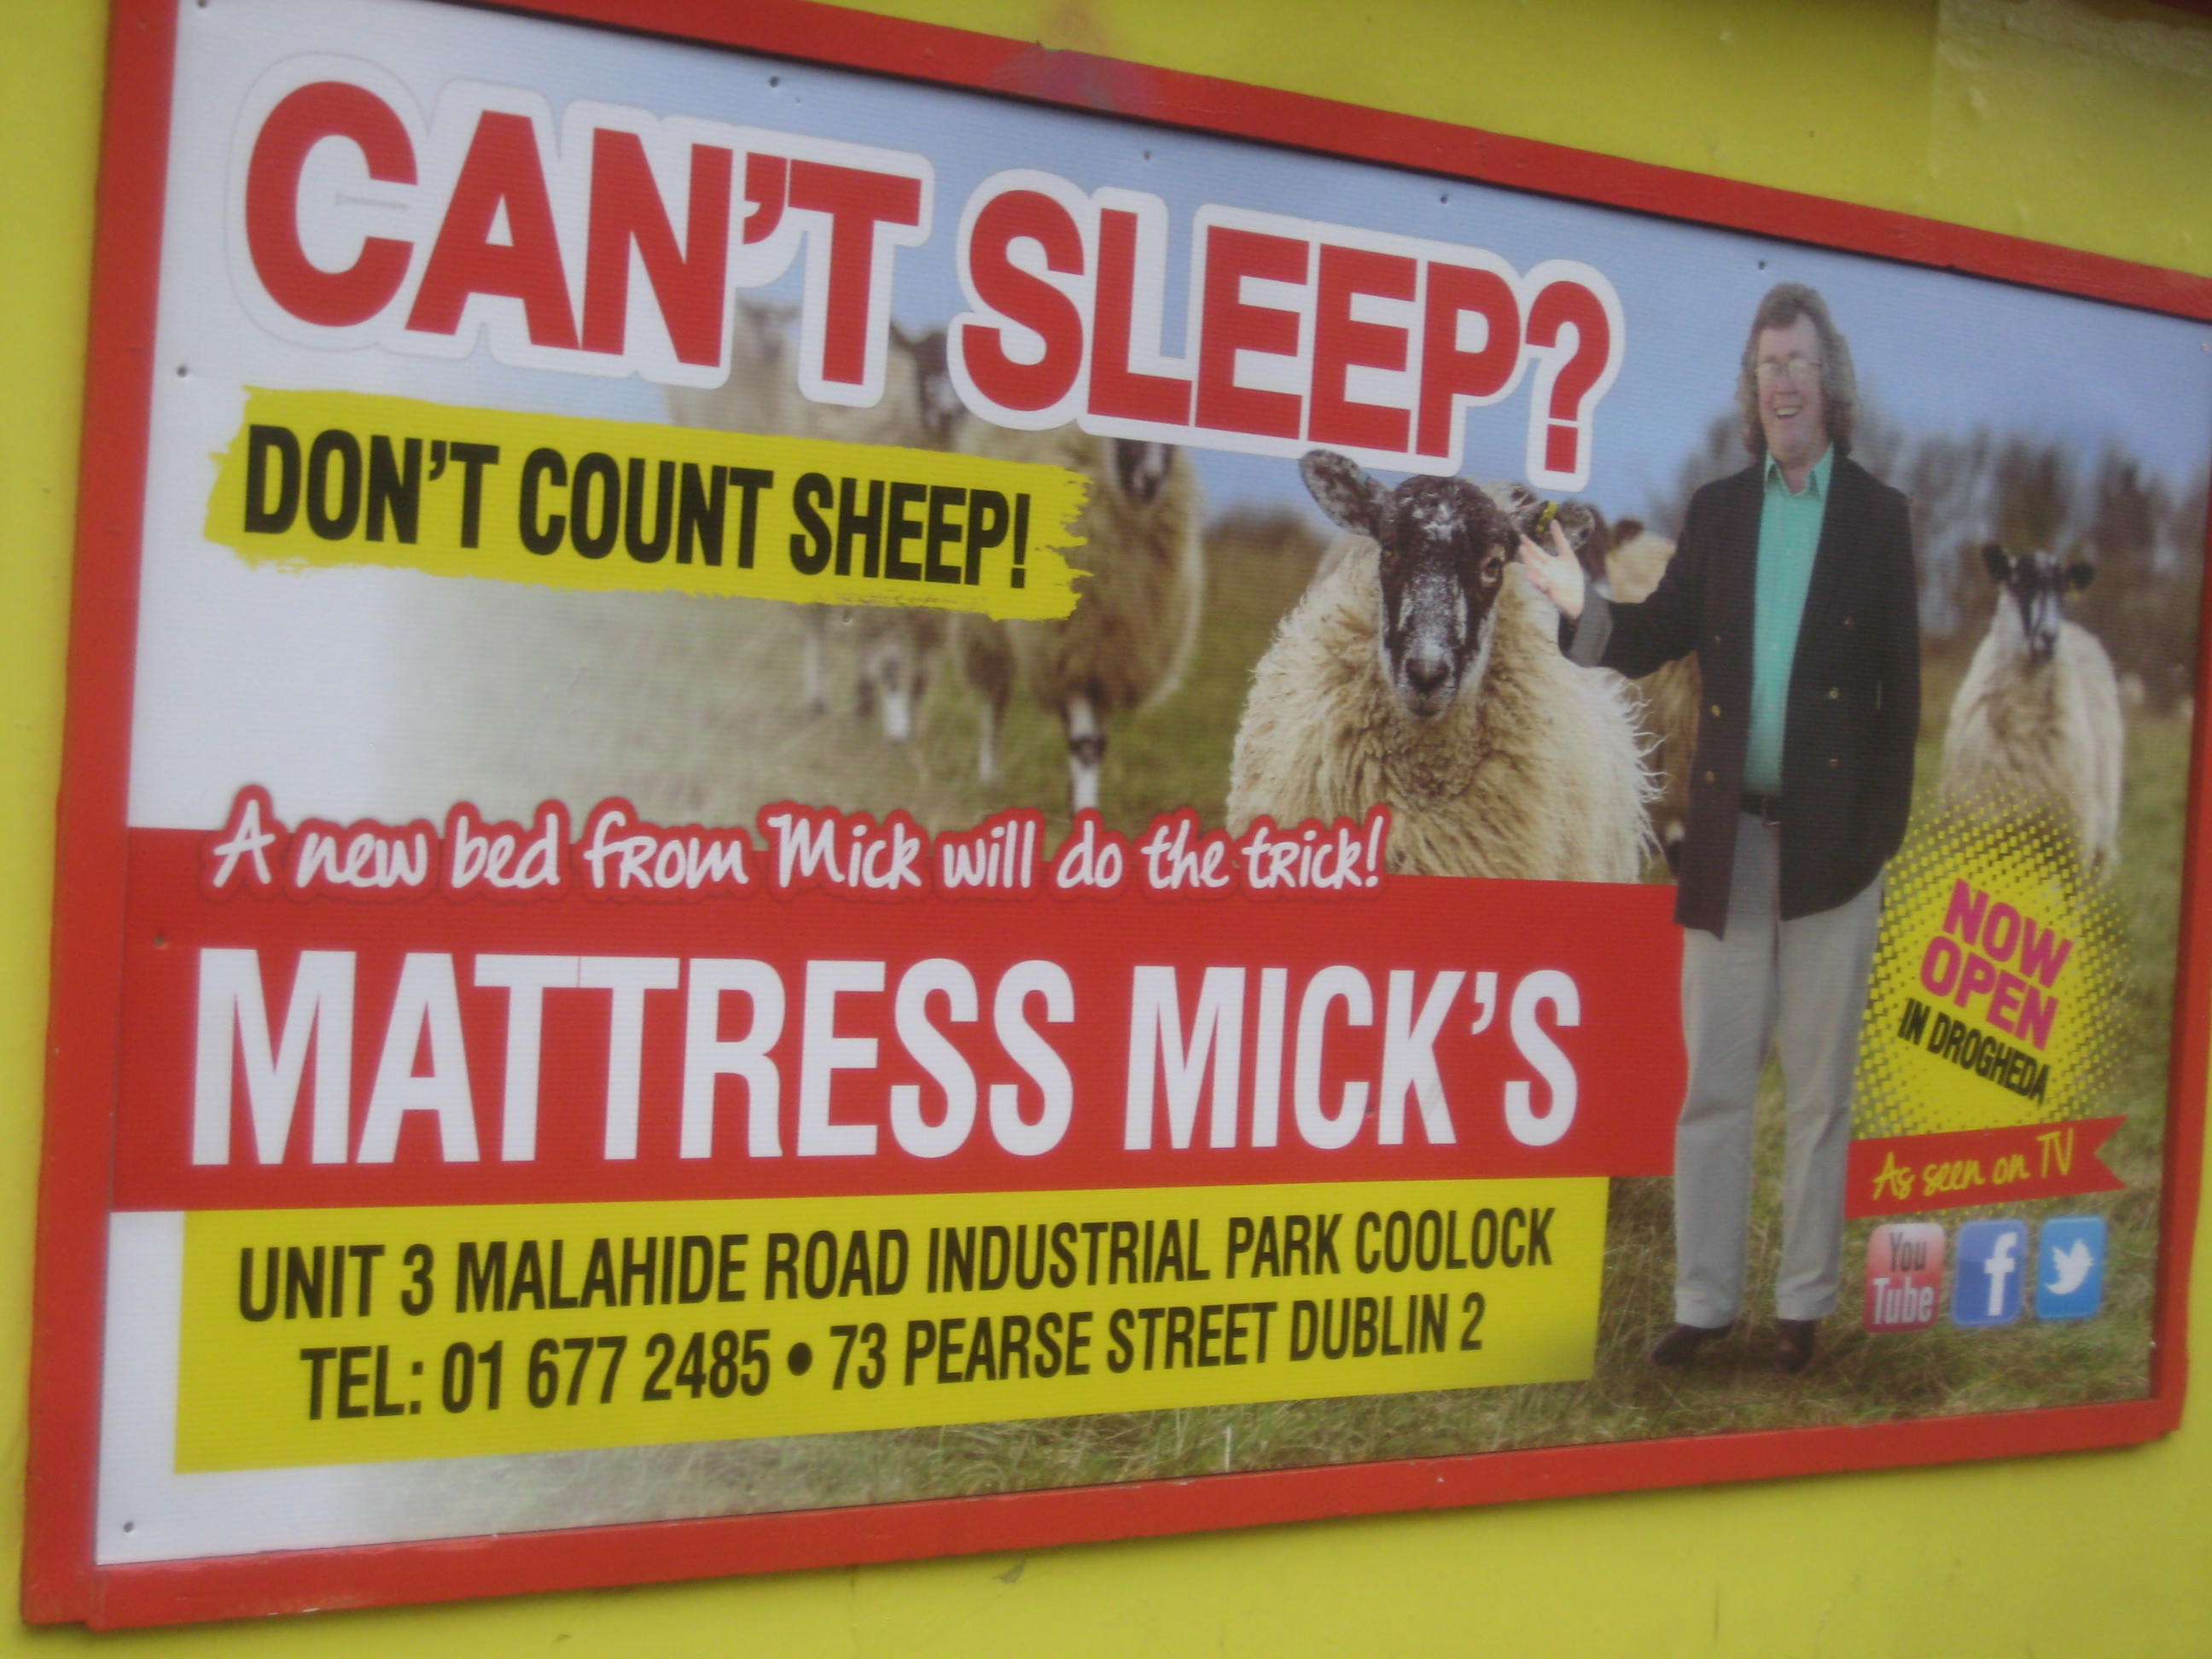 CAN'T SLEEP?
DON'T COUNT SHEEP!
A new bed from Mick will do the trick!
MATTRESS MICK'S
UNIT 3 MALAHIDE ROAD INDUSTRIAL PARK COOLOCK
TEL: 01 677 2485 • 73 PEARSE STREET DUBLIN 2
NOW
OPEN
IN DROGHEDA
As seen on TV
You
Tube
f